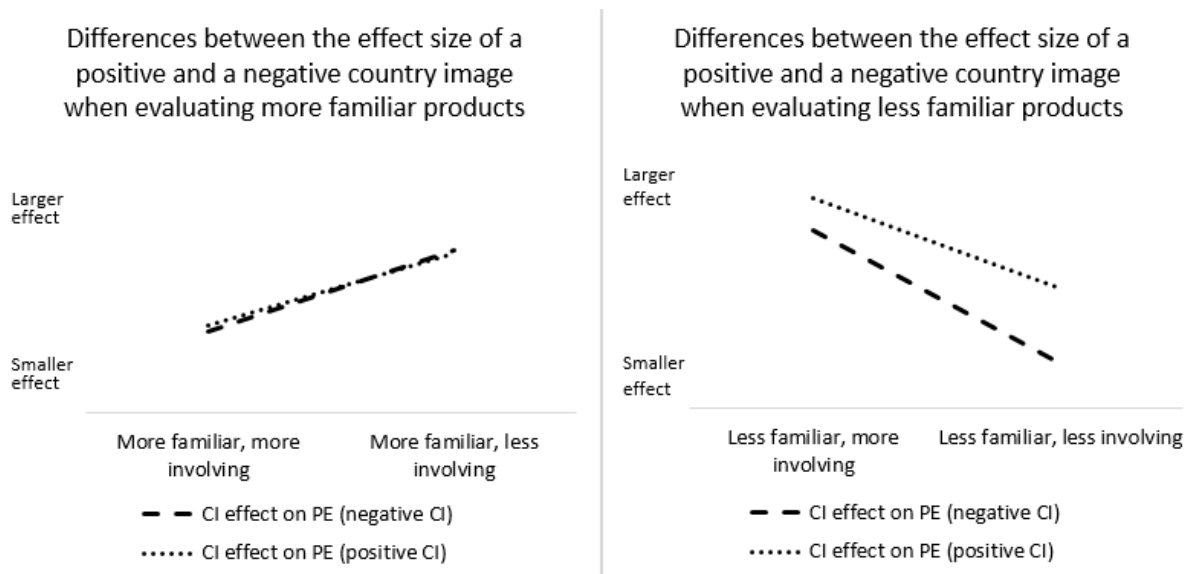 Differences between the effect size of a
positive and a negative country image
when evaluating more familiar products
Larger
effect
Smaller
effect
More familiar, more
involving
More familiar, less
involving
CI effect on PE (negative CI)
CI effect on PE (positive CI)
Differences between the effect size of a
positive and a negative country image
when evaluating less familiar products
Larger
effect
Smaller
effect
Less familiar, more
involving
Less familiar, less involving
CI effect on PE (negative CI)
CI effect on PE (positive CI)